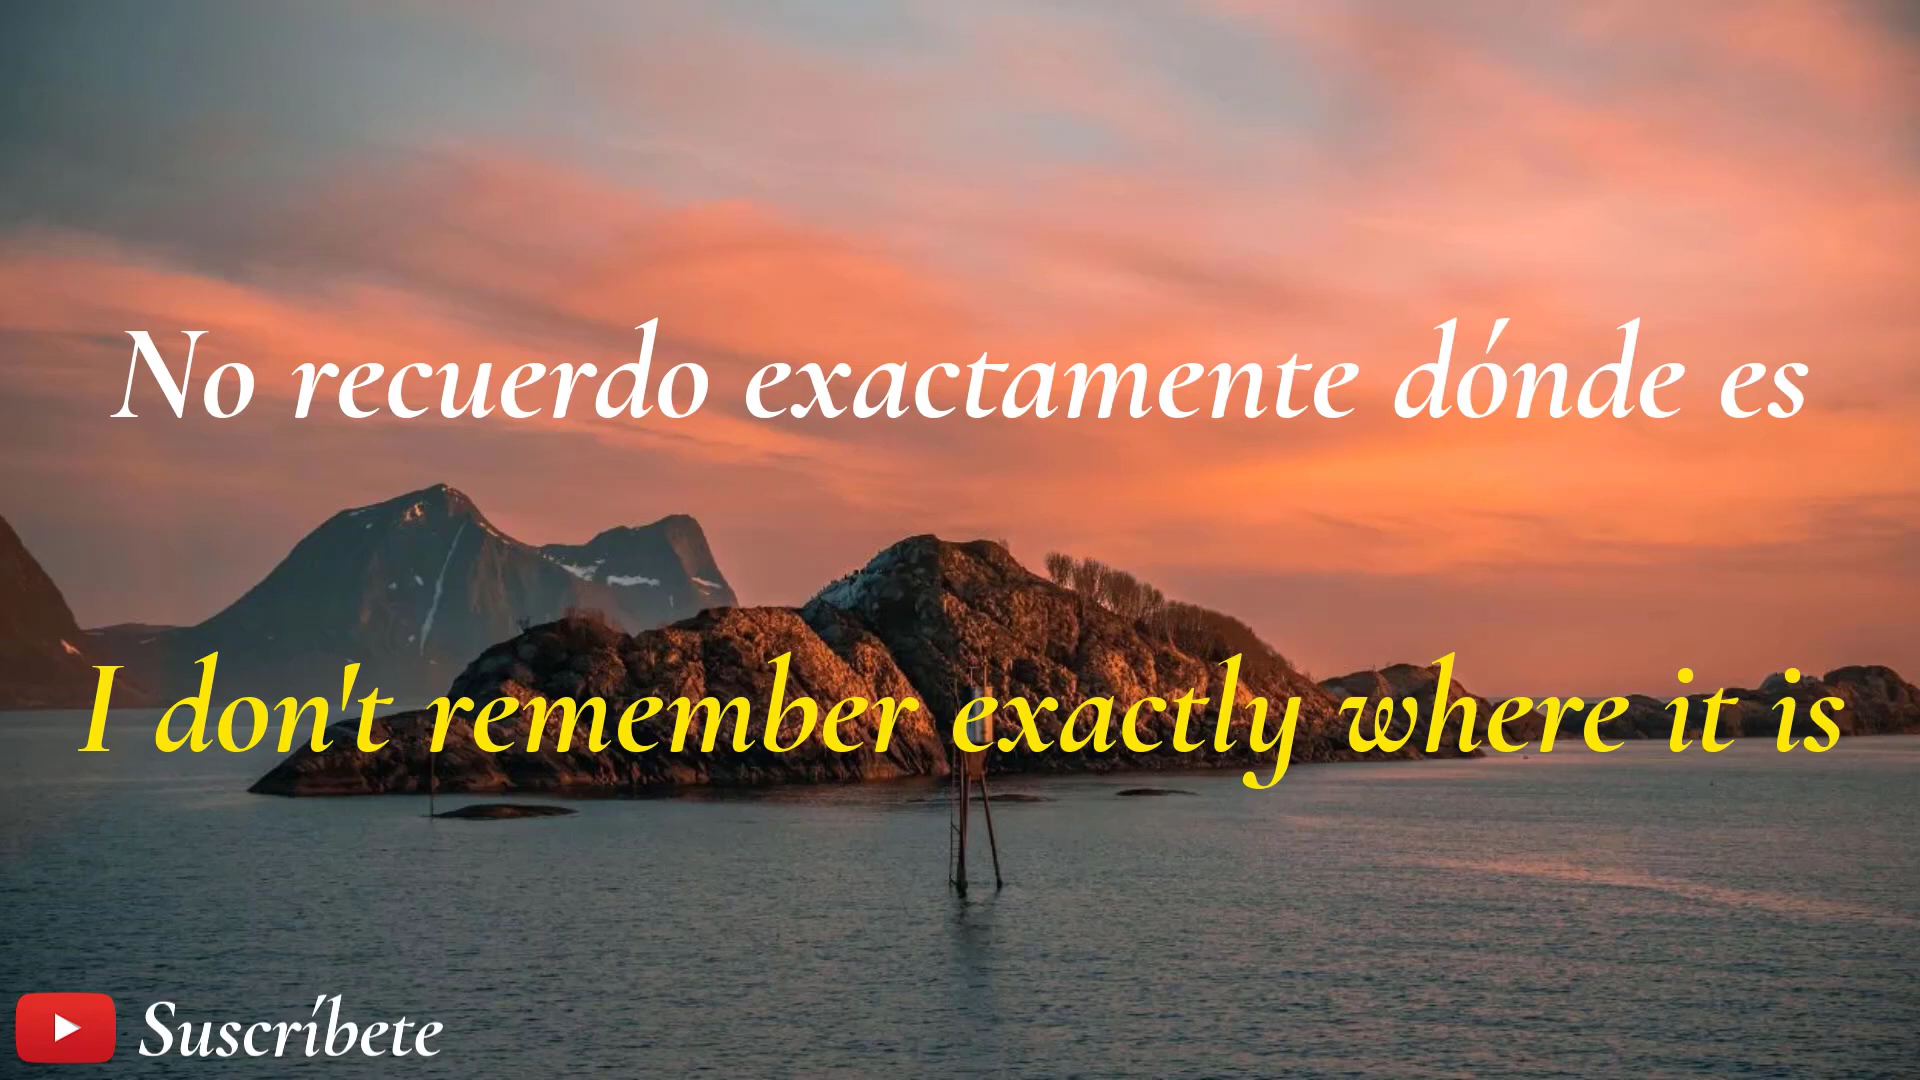 No recuerdo exactamente dónde es
I don't remember exactly where it is
Suscríbete